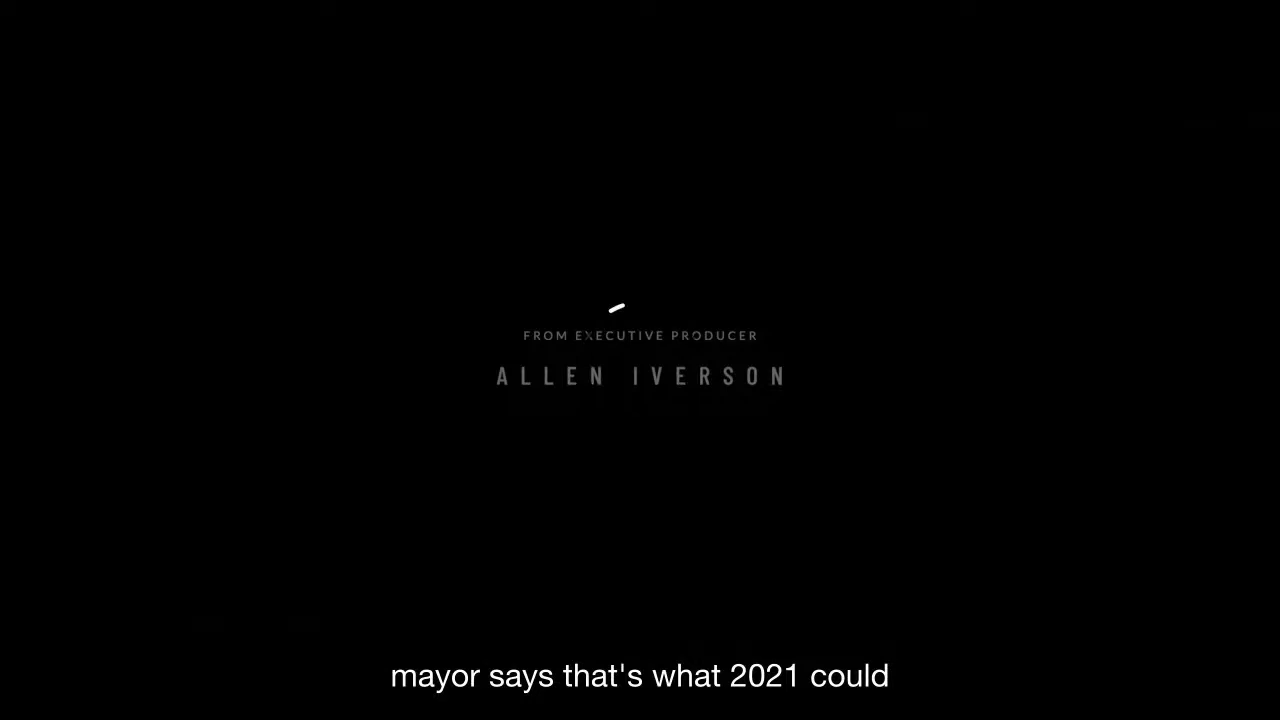 FROM EXECUTIVE PRODUCER
ALLEN IVERSON
mayor says that's what 2021 could